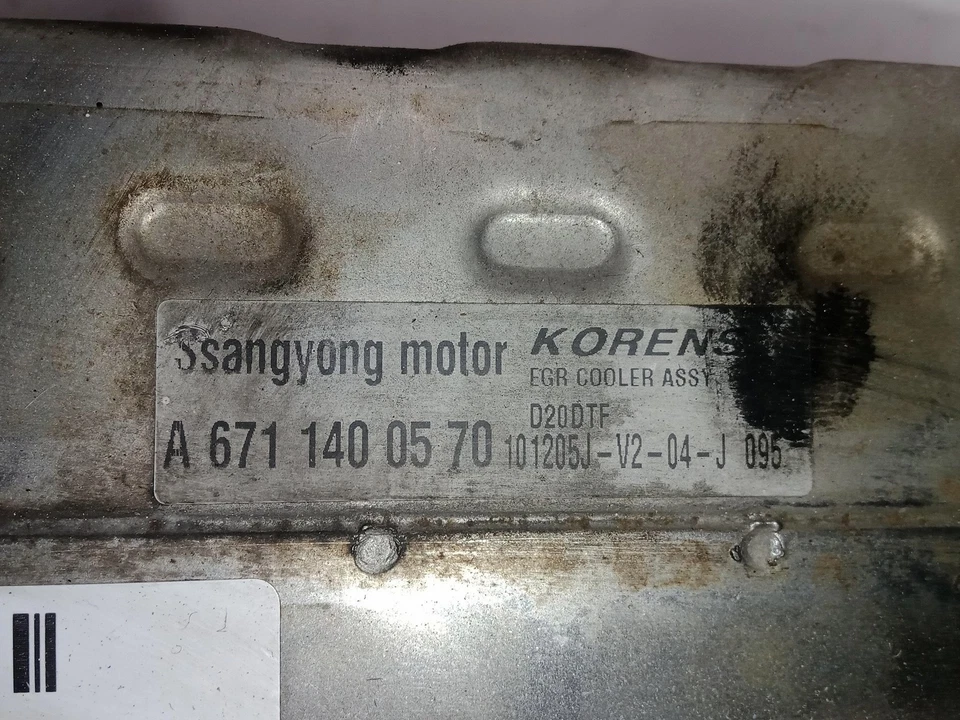 Ssangyong motor
KORENS
EGR COOLER ASSY
D20DTF
A 671 140 05 70
101205J-V2-04-J 095